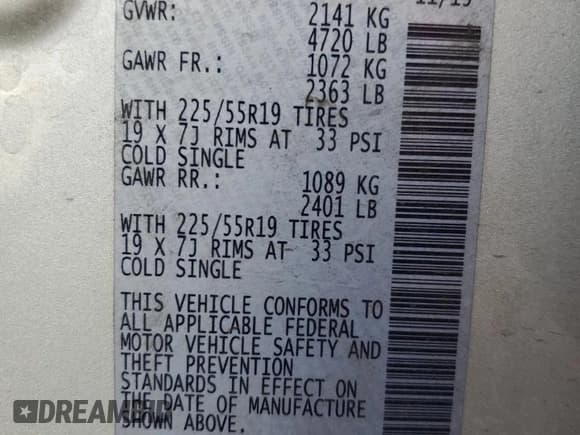 11/15
GVWR: 2141 KG
4720 LB
GAWR FR.: 1072 KG
2363 LB
WITH 225/55R19 TIRES
19 X 7J RIMS AT 33 PSI
COLD SINGLE
GAWR RR.: 1089 KG
2401 LB
WITH 225/55R19 TIRES
19 X 7J RIMS AT 33 PSI
COLD SINGLE
THIS VEHICLE CONFORMS TO
ALL APPLICABLE FEDERAL
MOTOR VEHICLE SAFETY AND
THEFT PREVENTION
STANDARDS IN EFFECT ON
THE DATE OF MANUFACTURE
SHOWN ABOVE.